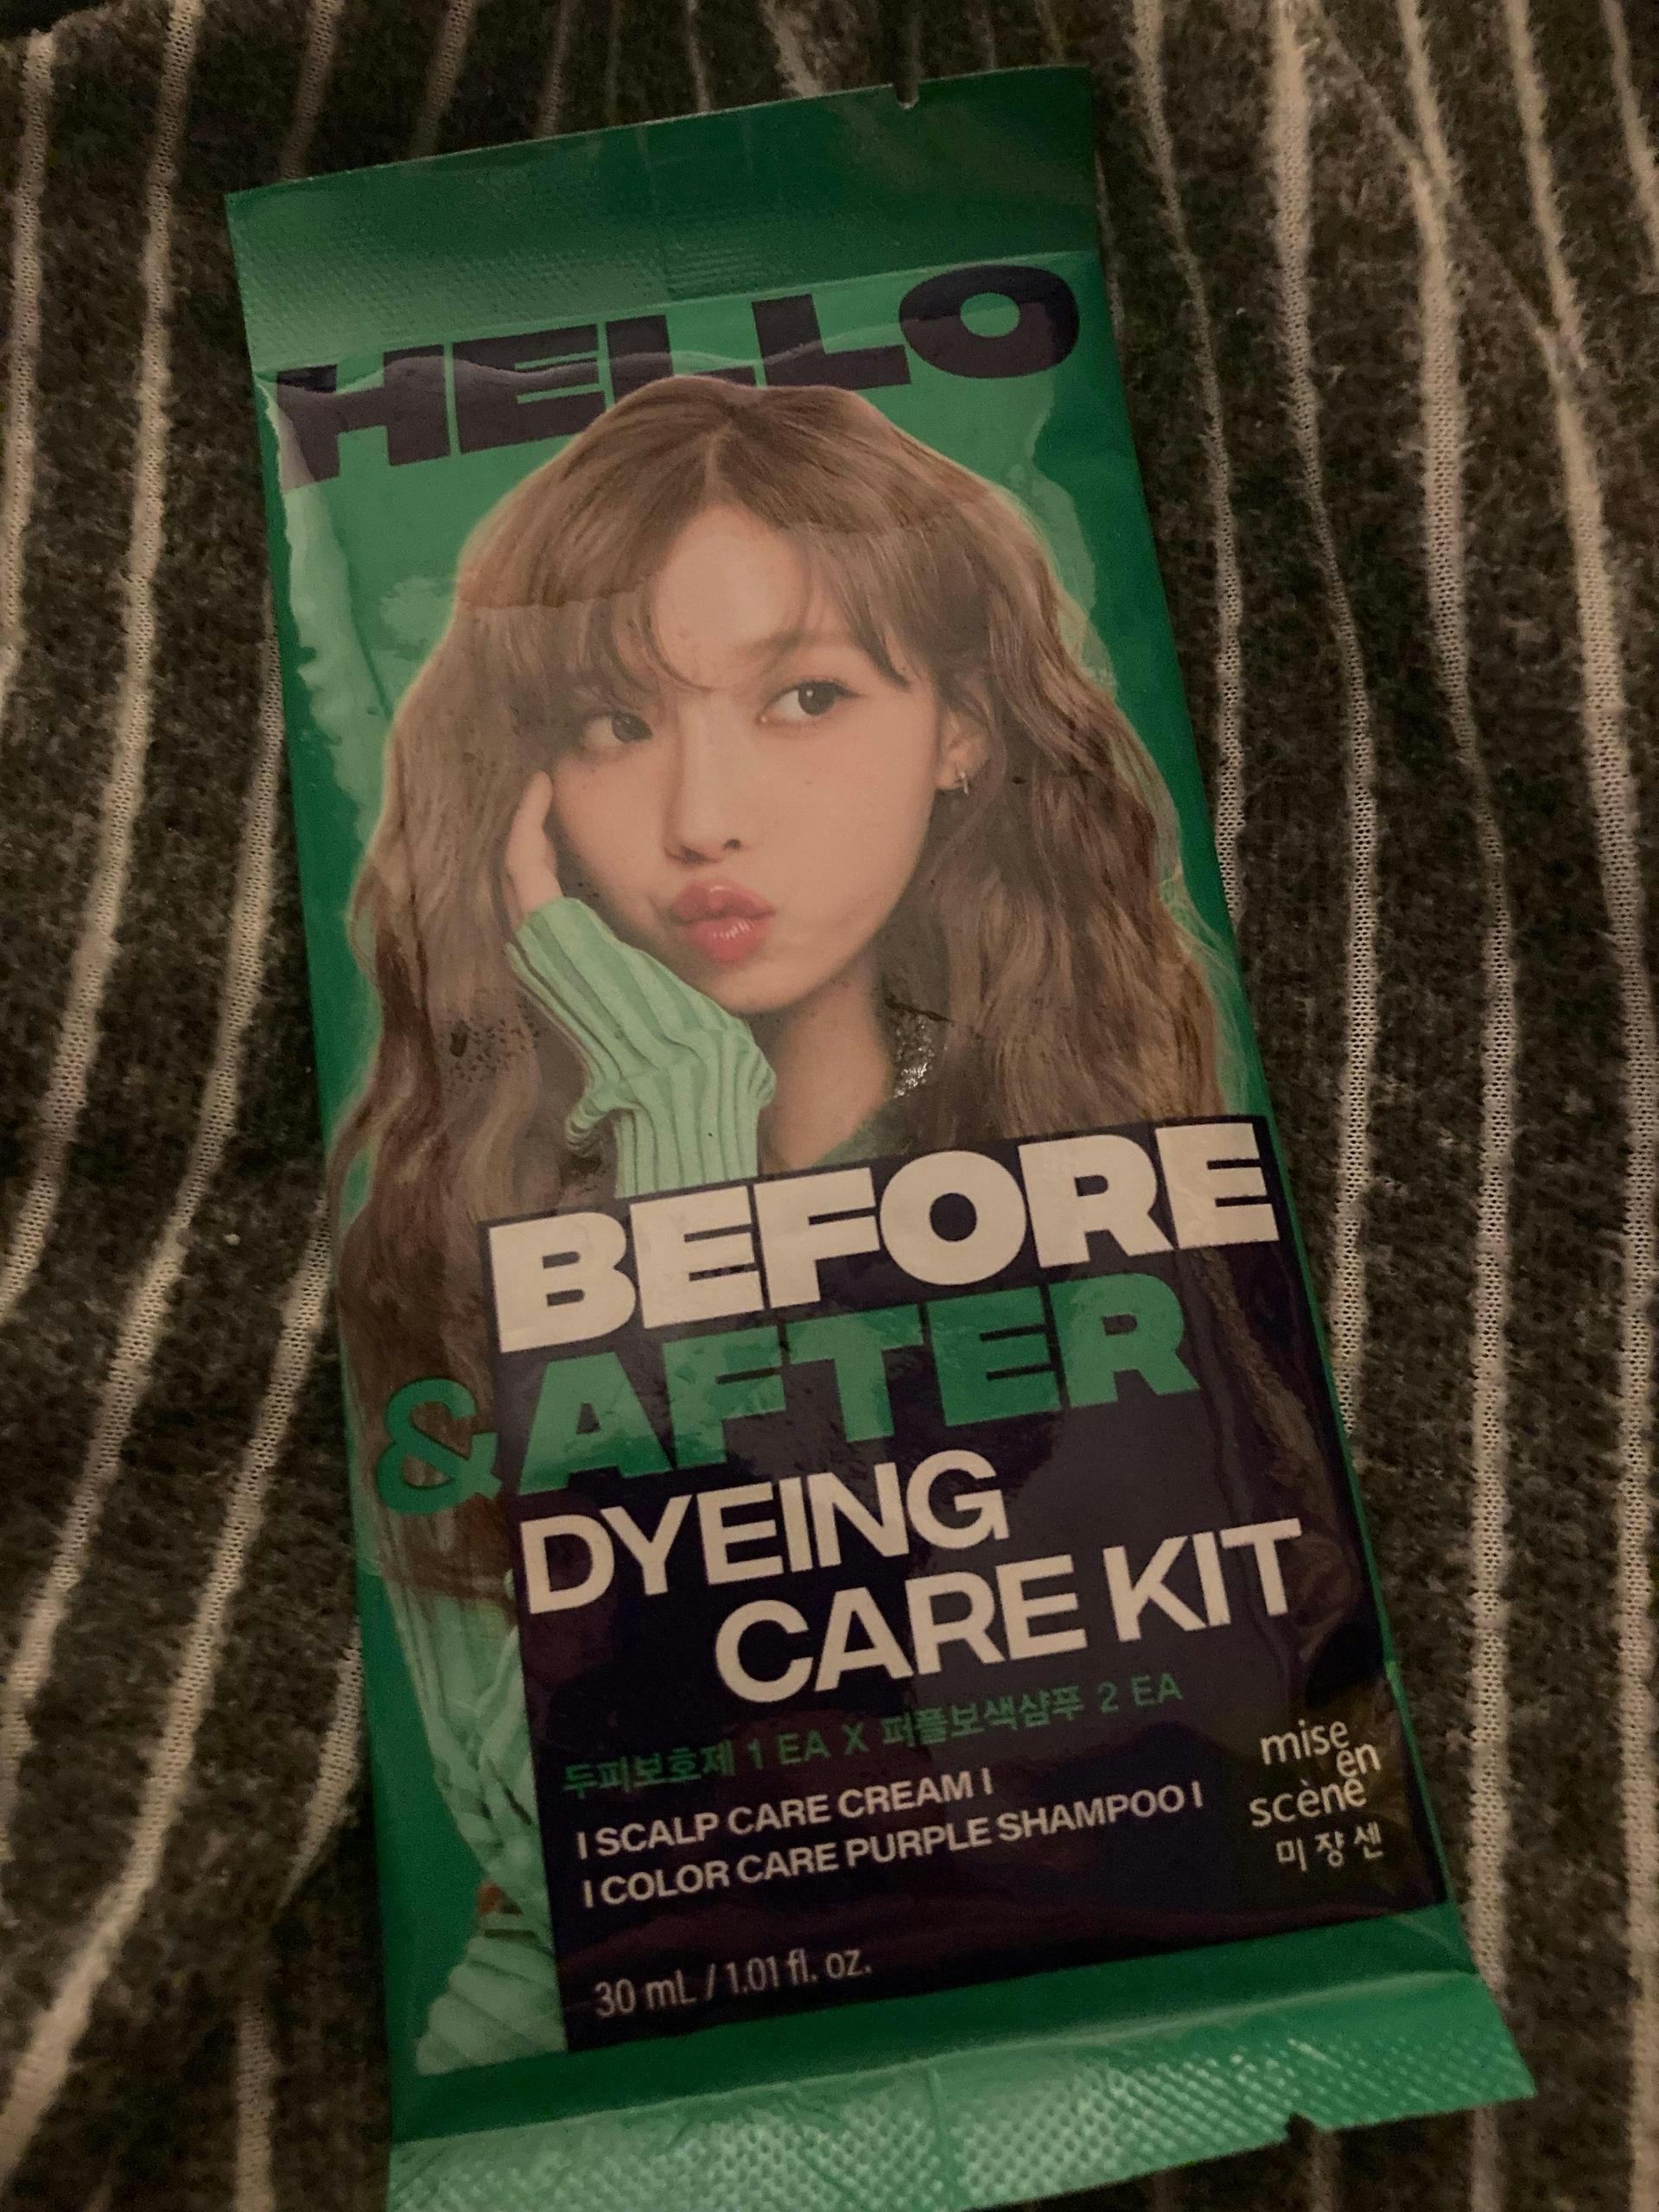 HELLO
BEFORE
& AFTER
DYEING
CARE KIT
두피보호제 1 EA X 퍼플보색샴푸 2 EA
I SCALP CARE CREAM I
I COLOR CARE PURPLE SHAMPOO I
mise
en
scène
미쟝센
30 mL / 1.01 fl. oz.